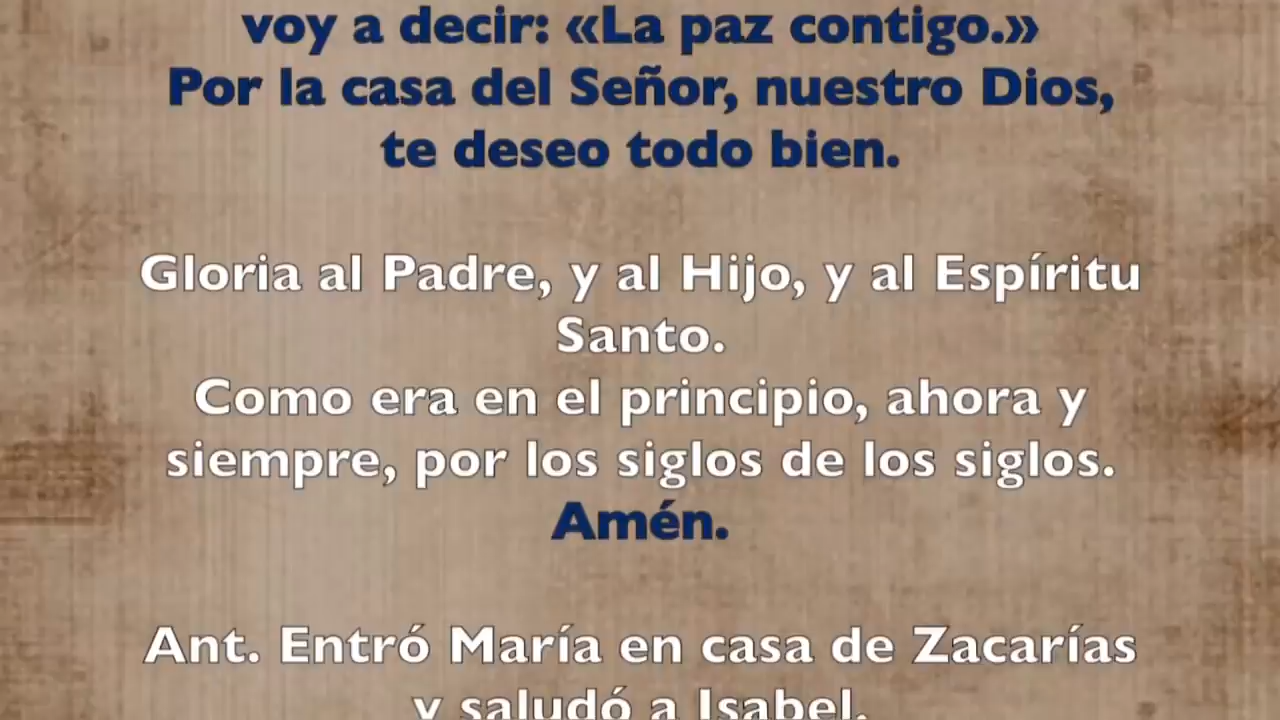 voy a decir: «La paz contigo.»
Por la casa del Señor, nuestro Dios,
te deseo todo bien.
Gloria al Padre, y al Hijo, y al Espíritu
Santo.
Como era en el principio, ahora y
siempre, por los siglos de los siglos.
Amén.
Ant. Entró María en casa de Zacarías
y saludó a Isabel.